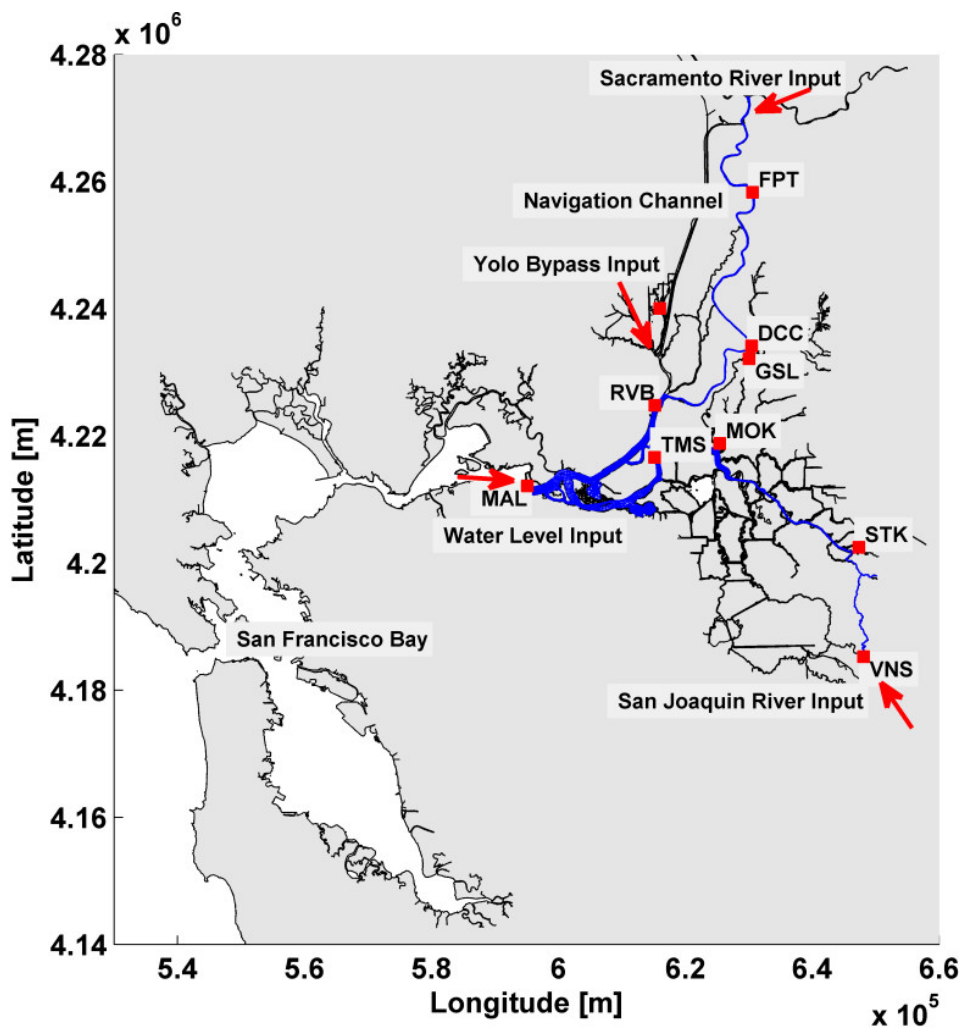 x 10^6
4.28
Sacramento River Input
4.26
FPT
Navigation Channel
Yolo Bypass Input
4.24
DCC
GSL
RVB
4.22
MOK
TMS
MAL
Water Level Input
STK
4.2
Latitude [m]
San Francisco Bay
VNS
4.18
San Joaquin River Input
4.16
4.14
5.4
5.6
5.8
6
6.2
6.4
6.6
Longitude [m]
x 10^5